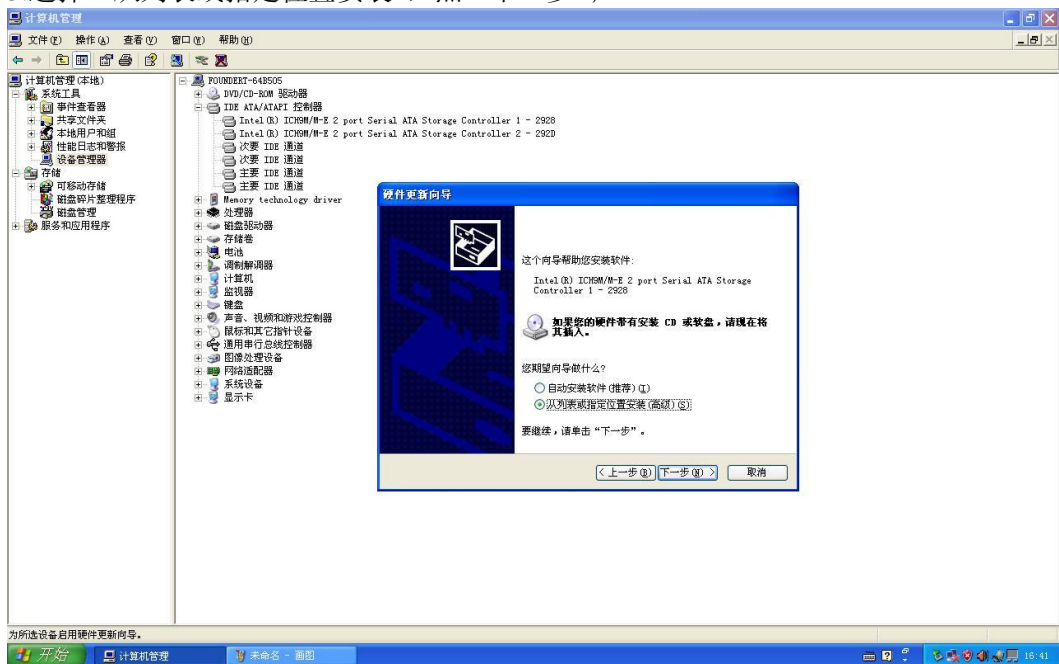 计算机管理
文件(F) 操作(A) 查看(V) 窗口(W) 帮助(H)
计算机管理(本地)
系统工具
事件查看器
共享文件夹
本地用户和组
性能日志和警报
设备管理器
存储
可移动存储
磁盘碎片整理程序
磁盘管理
服务和应用程序
FOUNDERT-64B505
DVD/CD-ROM 驱动器
IDE ATA/ATAPI 控制器
Intel(R) ICH9M/M-E 2 port Serial ATA Storage Controller 1 - 2928
Intel(R) ICH9M/M-E 2 port Serial ATA Storage Controller 2 - 292D
次要 IDE 通道
次要 IDE 通道
主要 IDE 通道
主要 IDE 通道
Memory technology driver
处理器
磁盘驱动器
存储卷
电池
调制解调器
计算机
监视器
键盘
声音、视频和游戏控制器
鼠标和其它指针设备
通用串行总线控制器
图像处理设备
网络适配器
系统设备
显示卡
硬件更新向导
这个向导帮助您安装软件:
Intel(R) ICH9M/M-E 2 port Serial ATA Storage
Controller 1 - 2928
如果您的硬件带有安装 CD 或软盘，请现在将
其插入。
您期望向导做什么?
自动安装软件(推荐)(I)
从列表或指定位置安装(高级)(S)
要继续，请单击“下一步”。
< 上一步(B) 下一步(N) > 取消
为所选设备启用硬件更新向导。
开始 计算机管理 未命名 - 画图 16:41